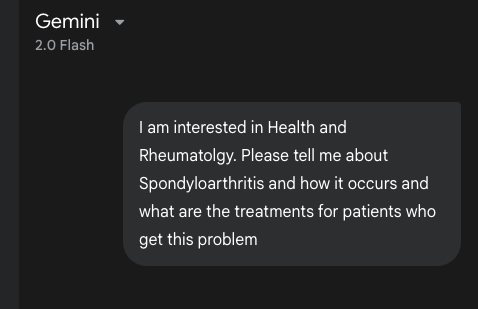 Gemini
2.0 Flash
I am interested in Health and
Rheumatolgy. Please tell me about
Spondyloarthritis and how it occurs and
what are the treatments for patients who
get this problem